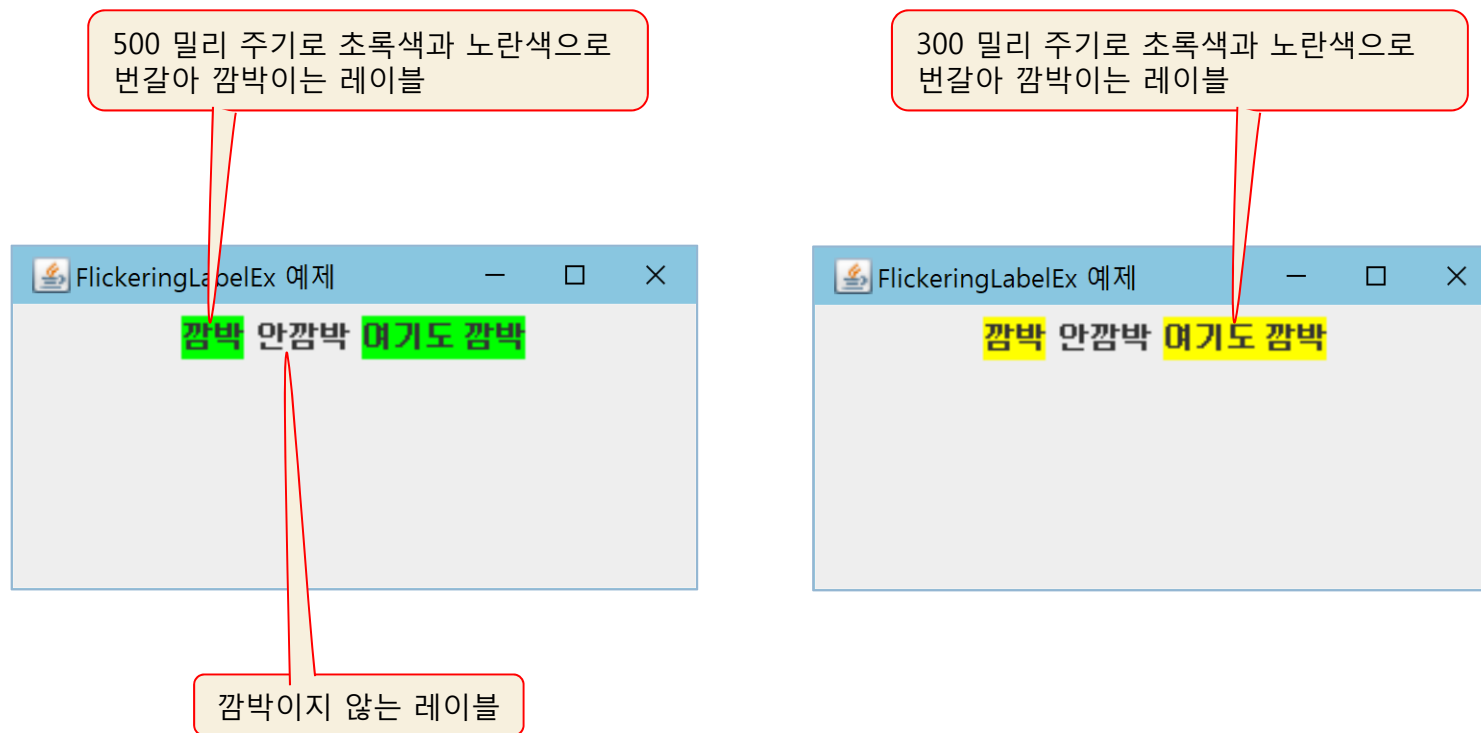 500 밀리 주기로 초록색과 노란색으로
번갈아 깜박이는 레이블
300 밀리 주기로 초록색과 노란색으로
번갈아 깜박이는 레이블
FlickeringLabelEx 예제
깜박 안깜박 여기도 깜박
FlickeringLabelEx 예제
깜박 안깜박 여기도 깜박
깜박이지 않는 레이블